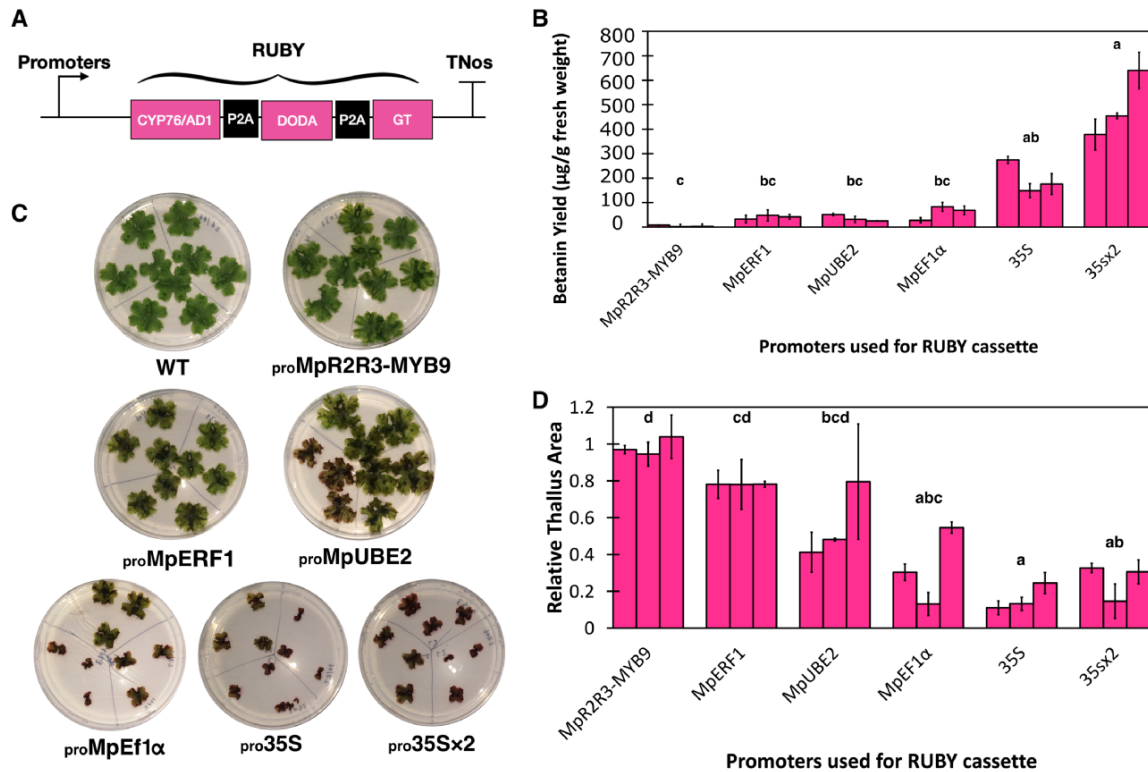 A
Promoters
RUBY
TNos
CYP76/AD1
P2A
DODA
P2A
GT
B
Betanin Yield (µg/g fresh weight)
800
700
600
500
400
300
200
100
0
c
bc
bc
bc
ab
a
MpR2R3-MYB9
MpERF1
MpUBE2
MpEF1α
35S
35sx2
Promoters used for RUBY cassette
C
WT
proMpR2R3-MYB9
proMpERF1
proMpUBE2
proMpEf1α
pro35S
pro35S×2
D
Relative Thallus Area
1.2
1
0.8
0.6
0.4
0.2
0
d
cd
bcd
abc
a
ab
MpR2R3-MYB9
MpERF1
MpUBE2
MpEF1α
35S
35sx2
Promoters used for RUBY cassette